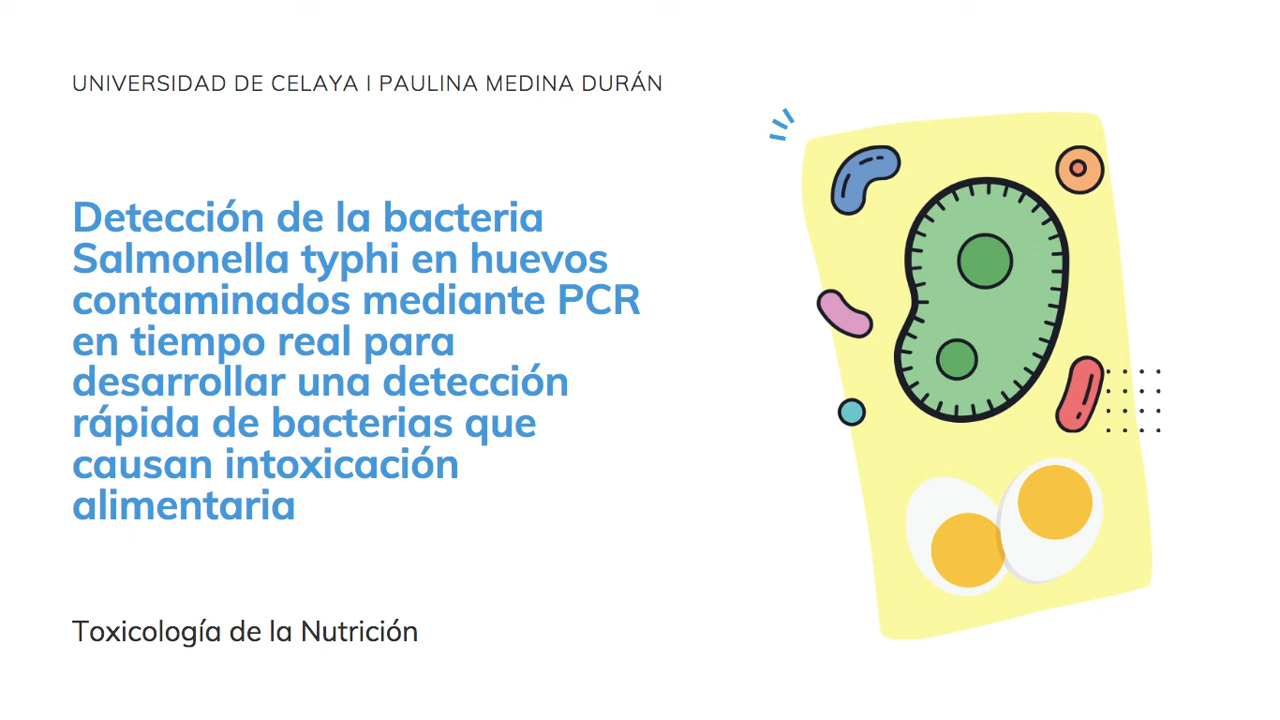 UNIVERSIDAD DE CELAYA I PAULINA MEDINA DURÁN
Detección de la bacteria
Salmonella typhi en huevos
contaminados mediante PCR
en tiempo real para
desarrollar una detección
rápida de bacterias que
causan intoxicación
alimentaria
Toxicología de la Nutrición